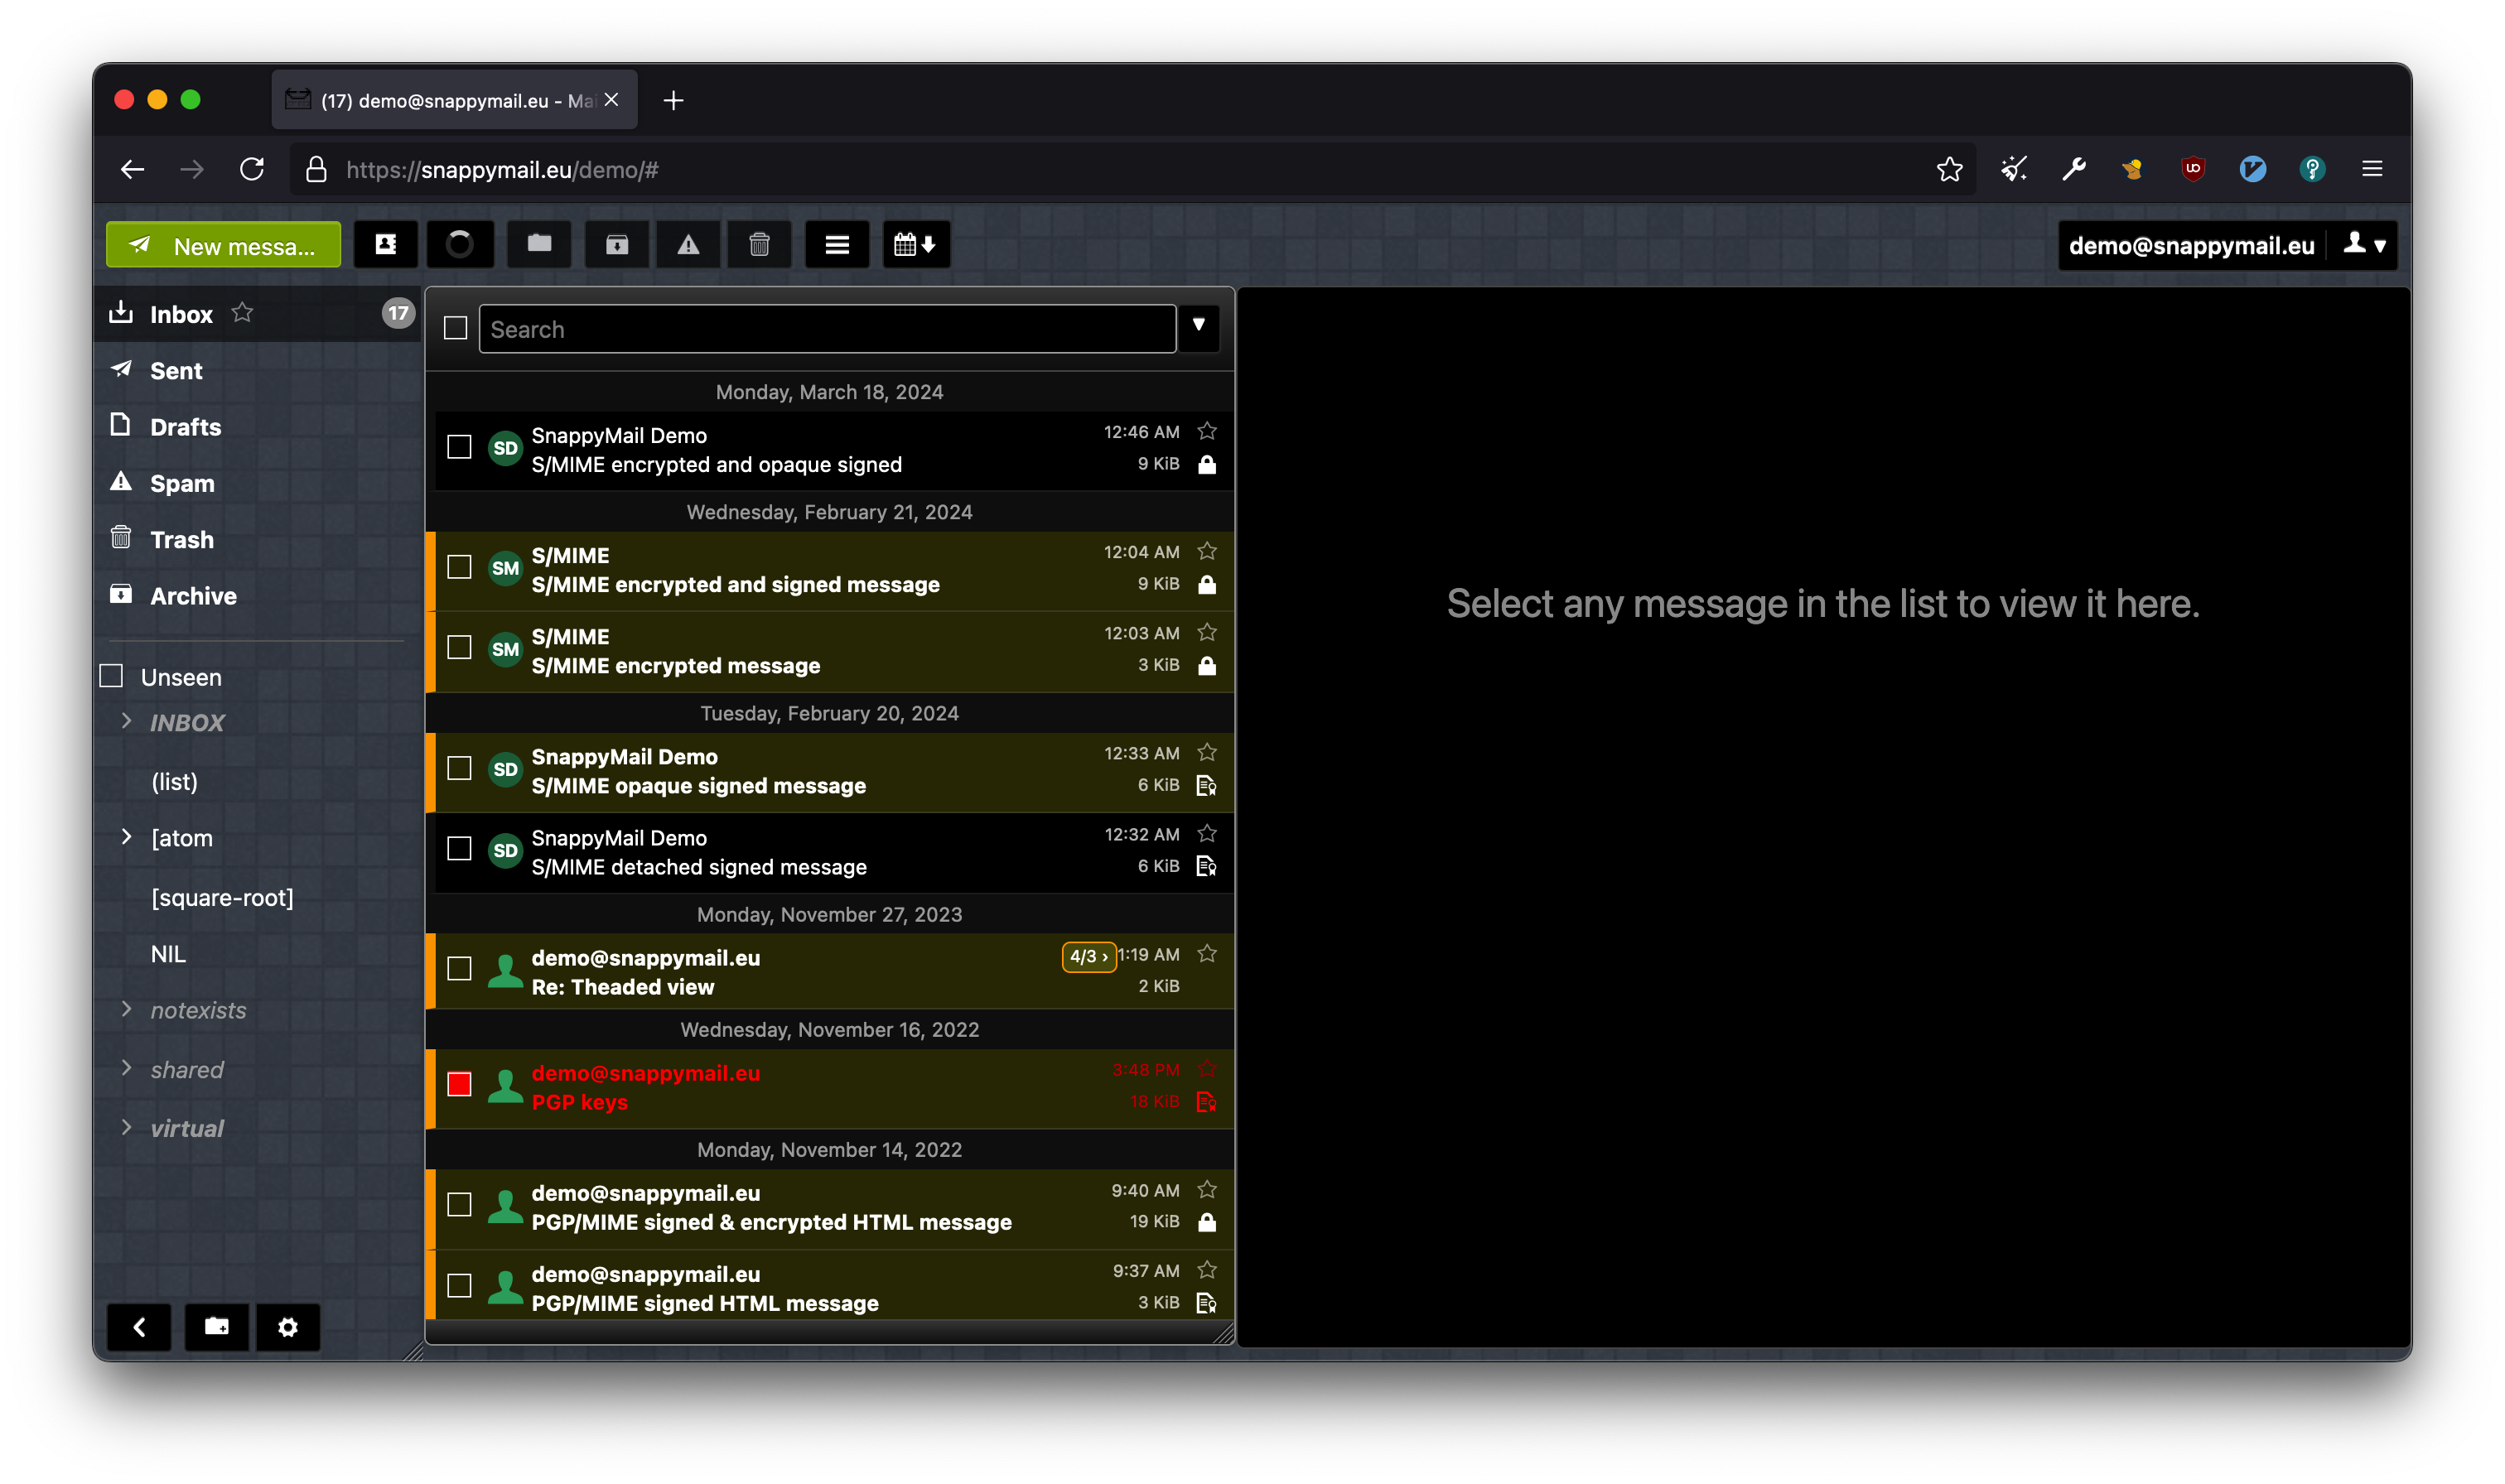 (17) demo@snappymail.eu - Mai
https://snappymail.eu/demo/#
New messa...
demo@snappymail.eu
Inbox
17
Sent
Drafts
Spam
Trash
Archive
Unseen
INBOX
(list)
[atom
[square-root]
NIL
notexists
shared
virtual
Search
Monday, March 18, 2024
SD
SnappyMail Demo
12:46 AM
S/MIME encrypted and opaque signed
9 KiB
Wednesday, February 21, 2024
SM
S/MIME
12:04 AM
S/MIME encrypted and signed message
9 KiB
SM
S/MIME
12:03 AM
S/MIME encrypted message
3 KiB
Tuesday, February 20, 2024
SD
SnappyMail Demo
12:33 AM
S/MIME opaque signed message
6 KiB
SD
SnappyMail Demo
12:32 AM
S/MIME detached signed message
6 KiB
Monday, November 27, 2023
demo@snappymail.eu
4/3 ›
1:19 AM
Re: Theaded view
2 KiB
Wednesday, November 16, 2022
demo@snappymail.eu
3:48 PM
PGP keys
18 KiB
Monday, November 14, 2022
demo@snappymail.eu
9:40 AM
PGP/MIME signed & encrypted HTML message
19 KiB
demo@snappymail.eu
9:37 AM
PGP/MIME signed HTML message
3 KiB
Select any message in the list to view it here.